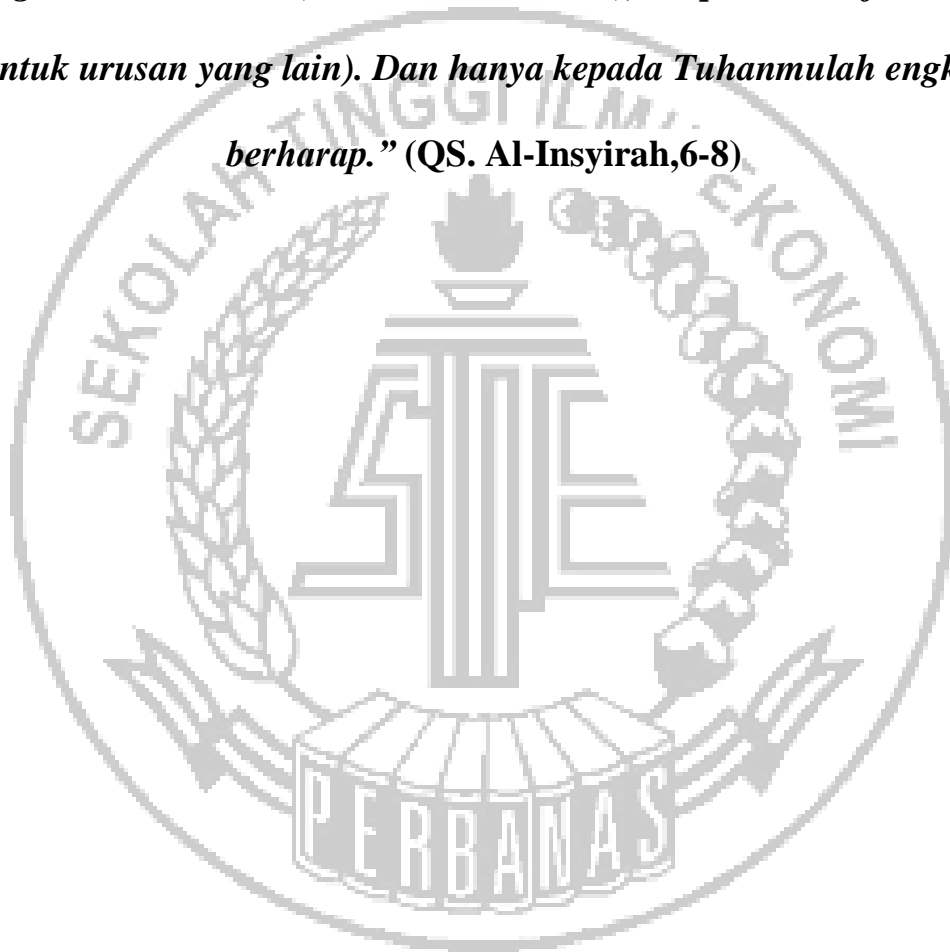 ntuk urusan yang lain). Dan hanya kepada Tuhanmulah engk
berharap.” (QS. Al-Insyirah,6-8)
SEKOLAH TINGGI ILMU EKONOMI
STIE
PERBANAS